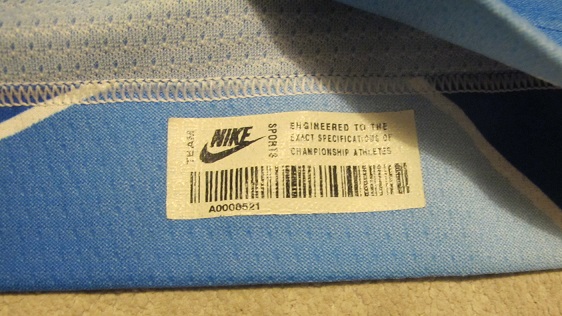 TEAM
NIKE
SPORTS
ENGINEERED TO THE
EXACT SPECIFICATIONS OF
CHAMPIONSHIP ATHLETES
A0008521